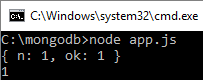 C:\Windows\system32\cmd.exe
C:\mongodb>node app.js
{ n: 1, ok: 1 }
1